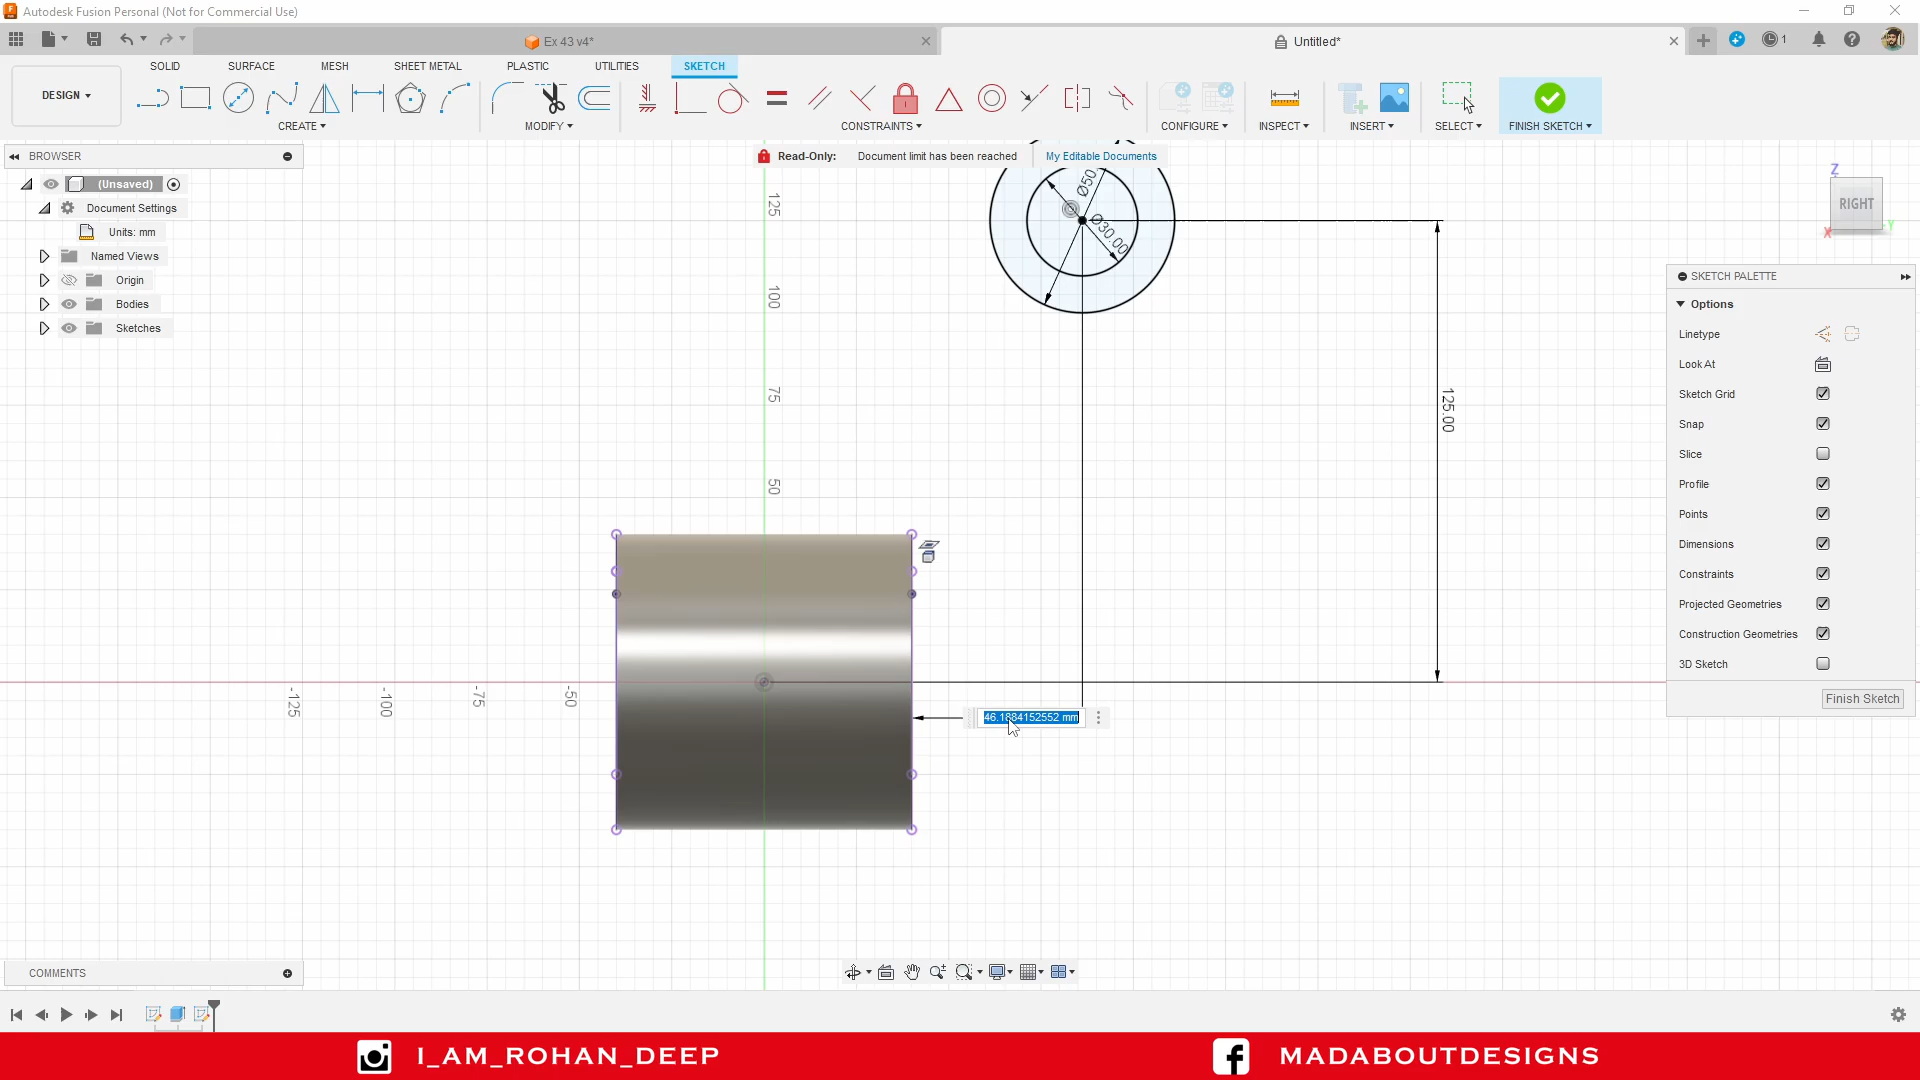 Autodesk Fusion Personal (Not for Commercial Use)
Ex 43 v4*
Untitled*
1
DESIGN
SOLID
SURFACE
MESH
SHEET METAL
PLASTIC
UTILITIES
SKETCH
CREATE
MODIFY
CONSTRAINTS
CONFIGURE
INSPECT
INSERT
SELECT
FINISH SKETCH
BROWSER
Read-Only: Document limit has been reached
My Editable Documents
(Unsaved)
Document Settings
Units: mm
Named Views
Origin
Bodies
Sketches
Z
RIGHT
X
Y
125
100
75
50
Ø50
Ø30.00
125.00
-125
-100
-75
-50
46.1884152552 mm
SKETCH PALETTE
Options
Linetype
Look At
Sketch Grid
Snap
Slice
Profile
Points
Dimensions
Constraints
Projected Geometries
Construction Geometries
3D Sketch
Finish Sketch
COMMENTS
I_AM_ROHAN_DEEP
MADABOUTDESIGNS